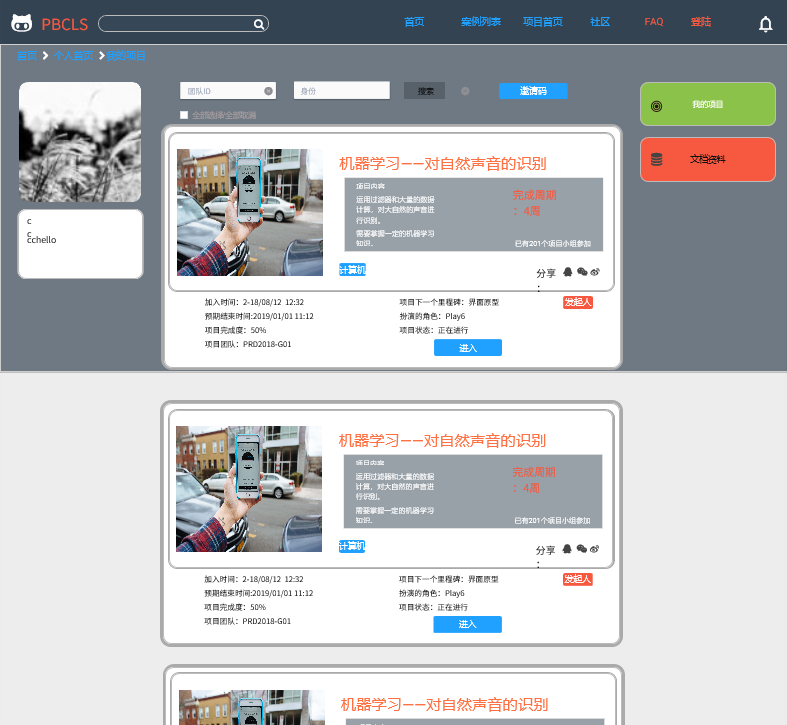 PBCLS
首页 案例列表 项目首页 社区 FAQ 登陆
首页 个人首页 我的项目
团队ID 身份 搜索 邀请码
全部选择/全部取消
我的项目
文档资料
c
c
cchello
机器学习——对自然声音的识别
项目内容
运用过滤器和大量的数据
计算，对大自然的声音进
行识别。
需要掌握一定的机器学习
知识。
完成周期
：4周
已有201个项目小组参加
计算机
分享
：
加入时间：2-18/08/12 12:32
预期结束时间:2019/01/01 11:12
项目完成度：50%
项目团队：PRD2018-G01
项目下一个里程碑：界面原型
扮演的角色：Play6
项目状态：正在进行
发起人
进入
机器学习——对自然声音的识别
项目内容
运用过滤器和大量的数据
计算，对大自然的声音进
行识别。
需要掌握一定的机器学习
知识。
完成周期
：4周
已有201个项目小组参加
计算机
分享
：
加入时间：2-18/08/12 12:32
预期结束时间:2019/01/01 11:12
项目完成度：50%
项目团队：PRD2018-G01
项目下一个里程碑：界面原型
扮演的角色：Play6
项目状态：正在进行
发起人
进入
机器学习——对自然声音的识别